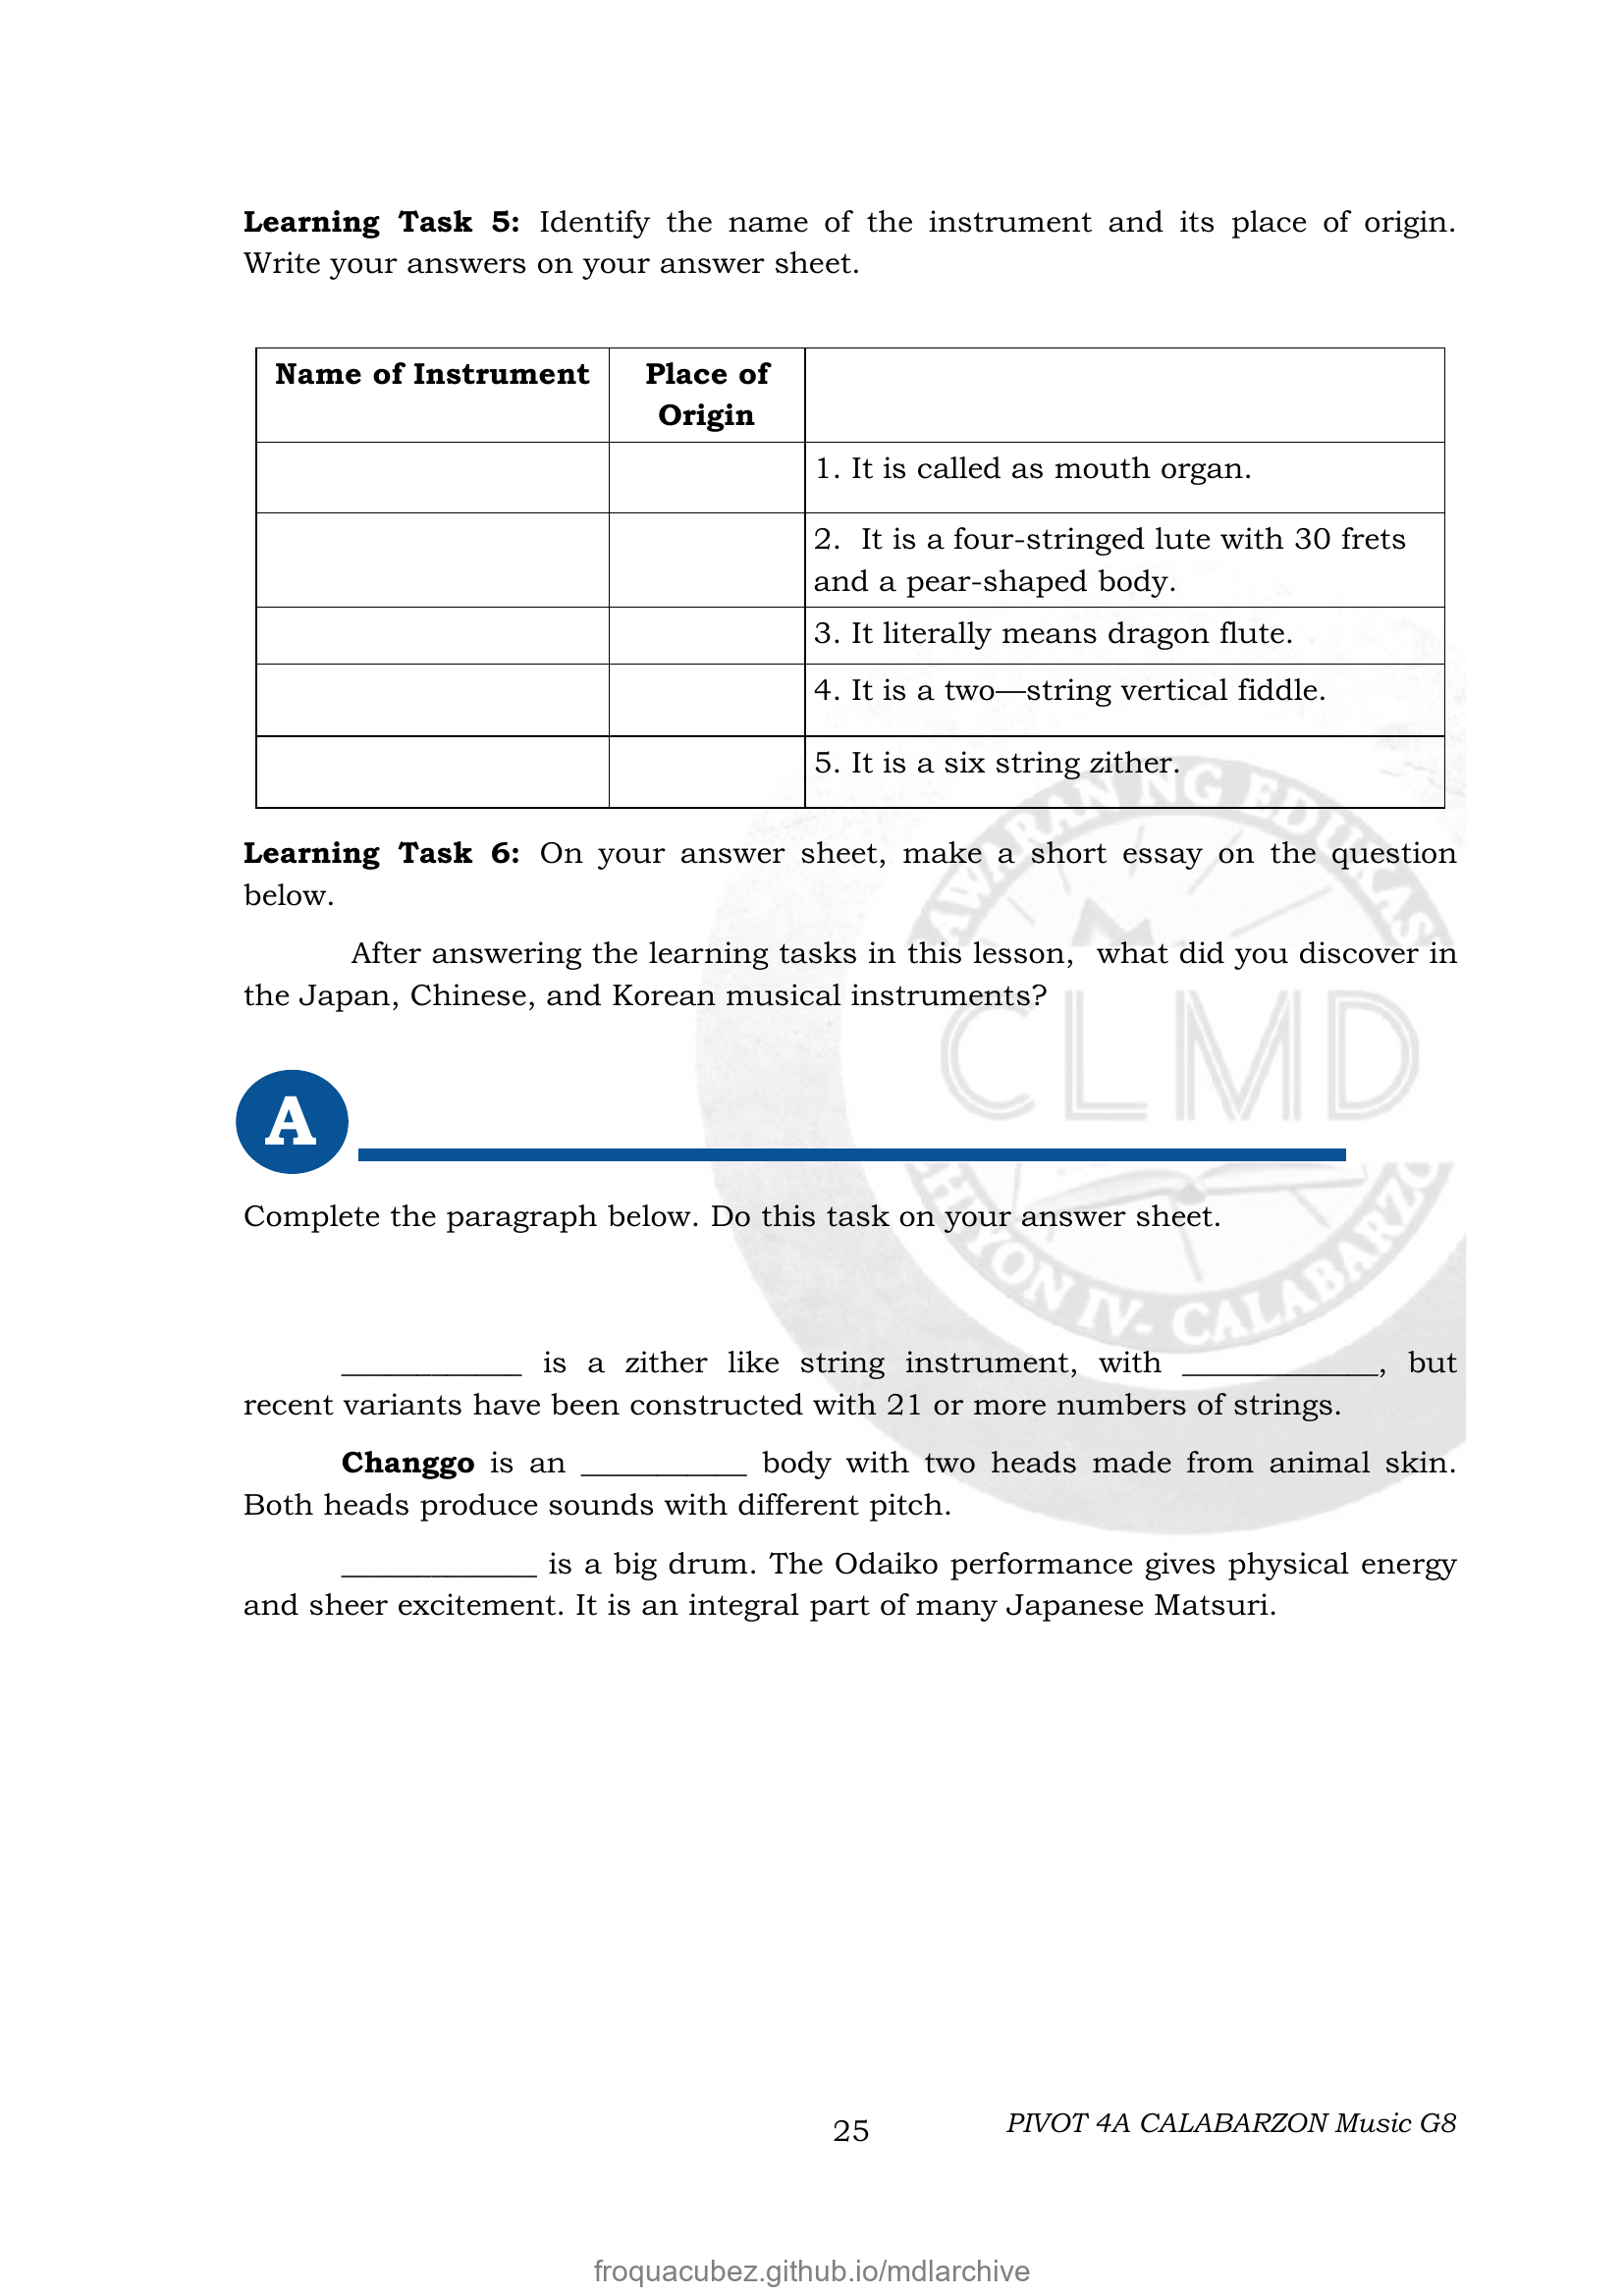 Learning Task 5: Identify the name of the instrument and its place of origin.
Write your answers on your answer sheet.
Name of Instrument
Place of
Origin
1. It is called as mouth organ.
2. It is a four-stringed lute with 30 frets
and a pear-shaped body.
3. It literally means dragon flute.
4. It is a two—string vertical fiddle.
5. It is a six string zither.
Learning Task 6: On your answer sheet, make a short essay on the question
below.
After answering the learning tasks in this lesson, what did you discover in
the Japan, Chinese, and Korean musical instruments?
AWARAN NG EDUKAS
CLMD
A
HYON IV- CALABARZO
Complete the paragraph below. Do this task on your answer sheet.
____________ is a zither like string instrument, with _____________, but
recent variants have been constructed with 21 or more numbers of strings.
Changgo is an ___________ body with two heads made from animal skin.
Both heads produce sounds with different pitch.
_____________ is a big drum. The Odaiko performance gives physical energy
and sheer excitement. It is an integral part of many Japanese Matsuri.
25
PIVOT 4A CALABARZON Music G8
froquacubez.github.io/mdlarchive